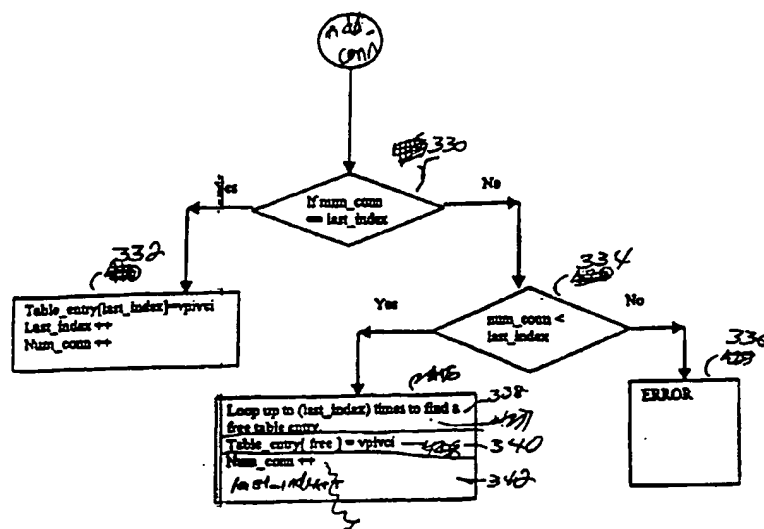 add-
conn
330
Yes
No
If num_conn
== last_index
332
334
Table_entry[last_index]=vpivci
Last_index ++
Num_conn ++
Yes
No
num_conn <
last_index
336
ERROR
338
Loop up to (last_index) times to find a
free table entry
Table_entry[ free ] = vpivci
340
Num_conn ++
342